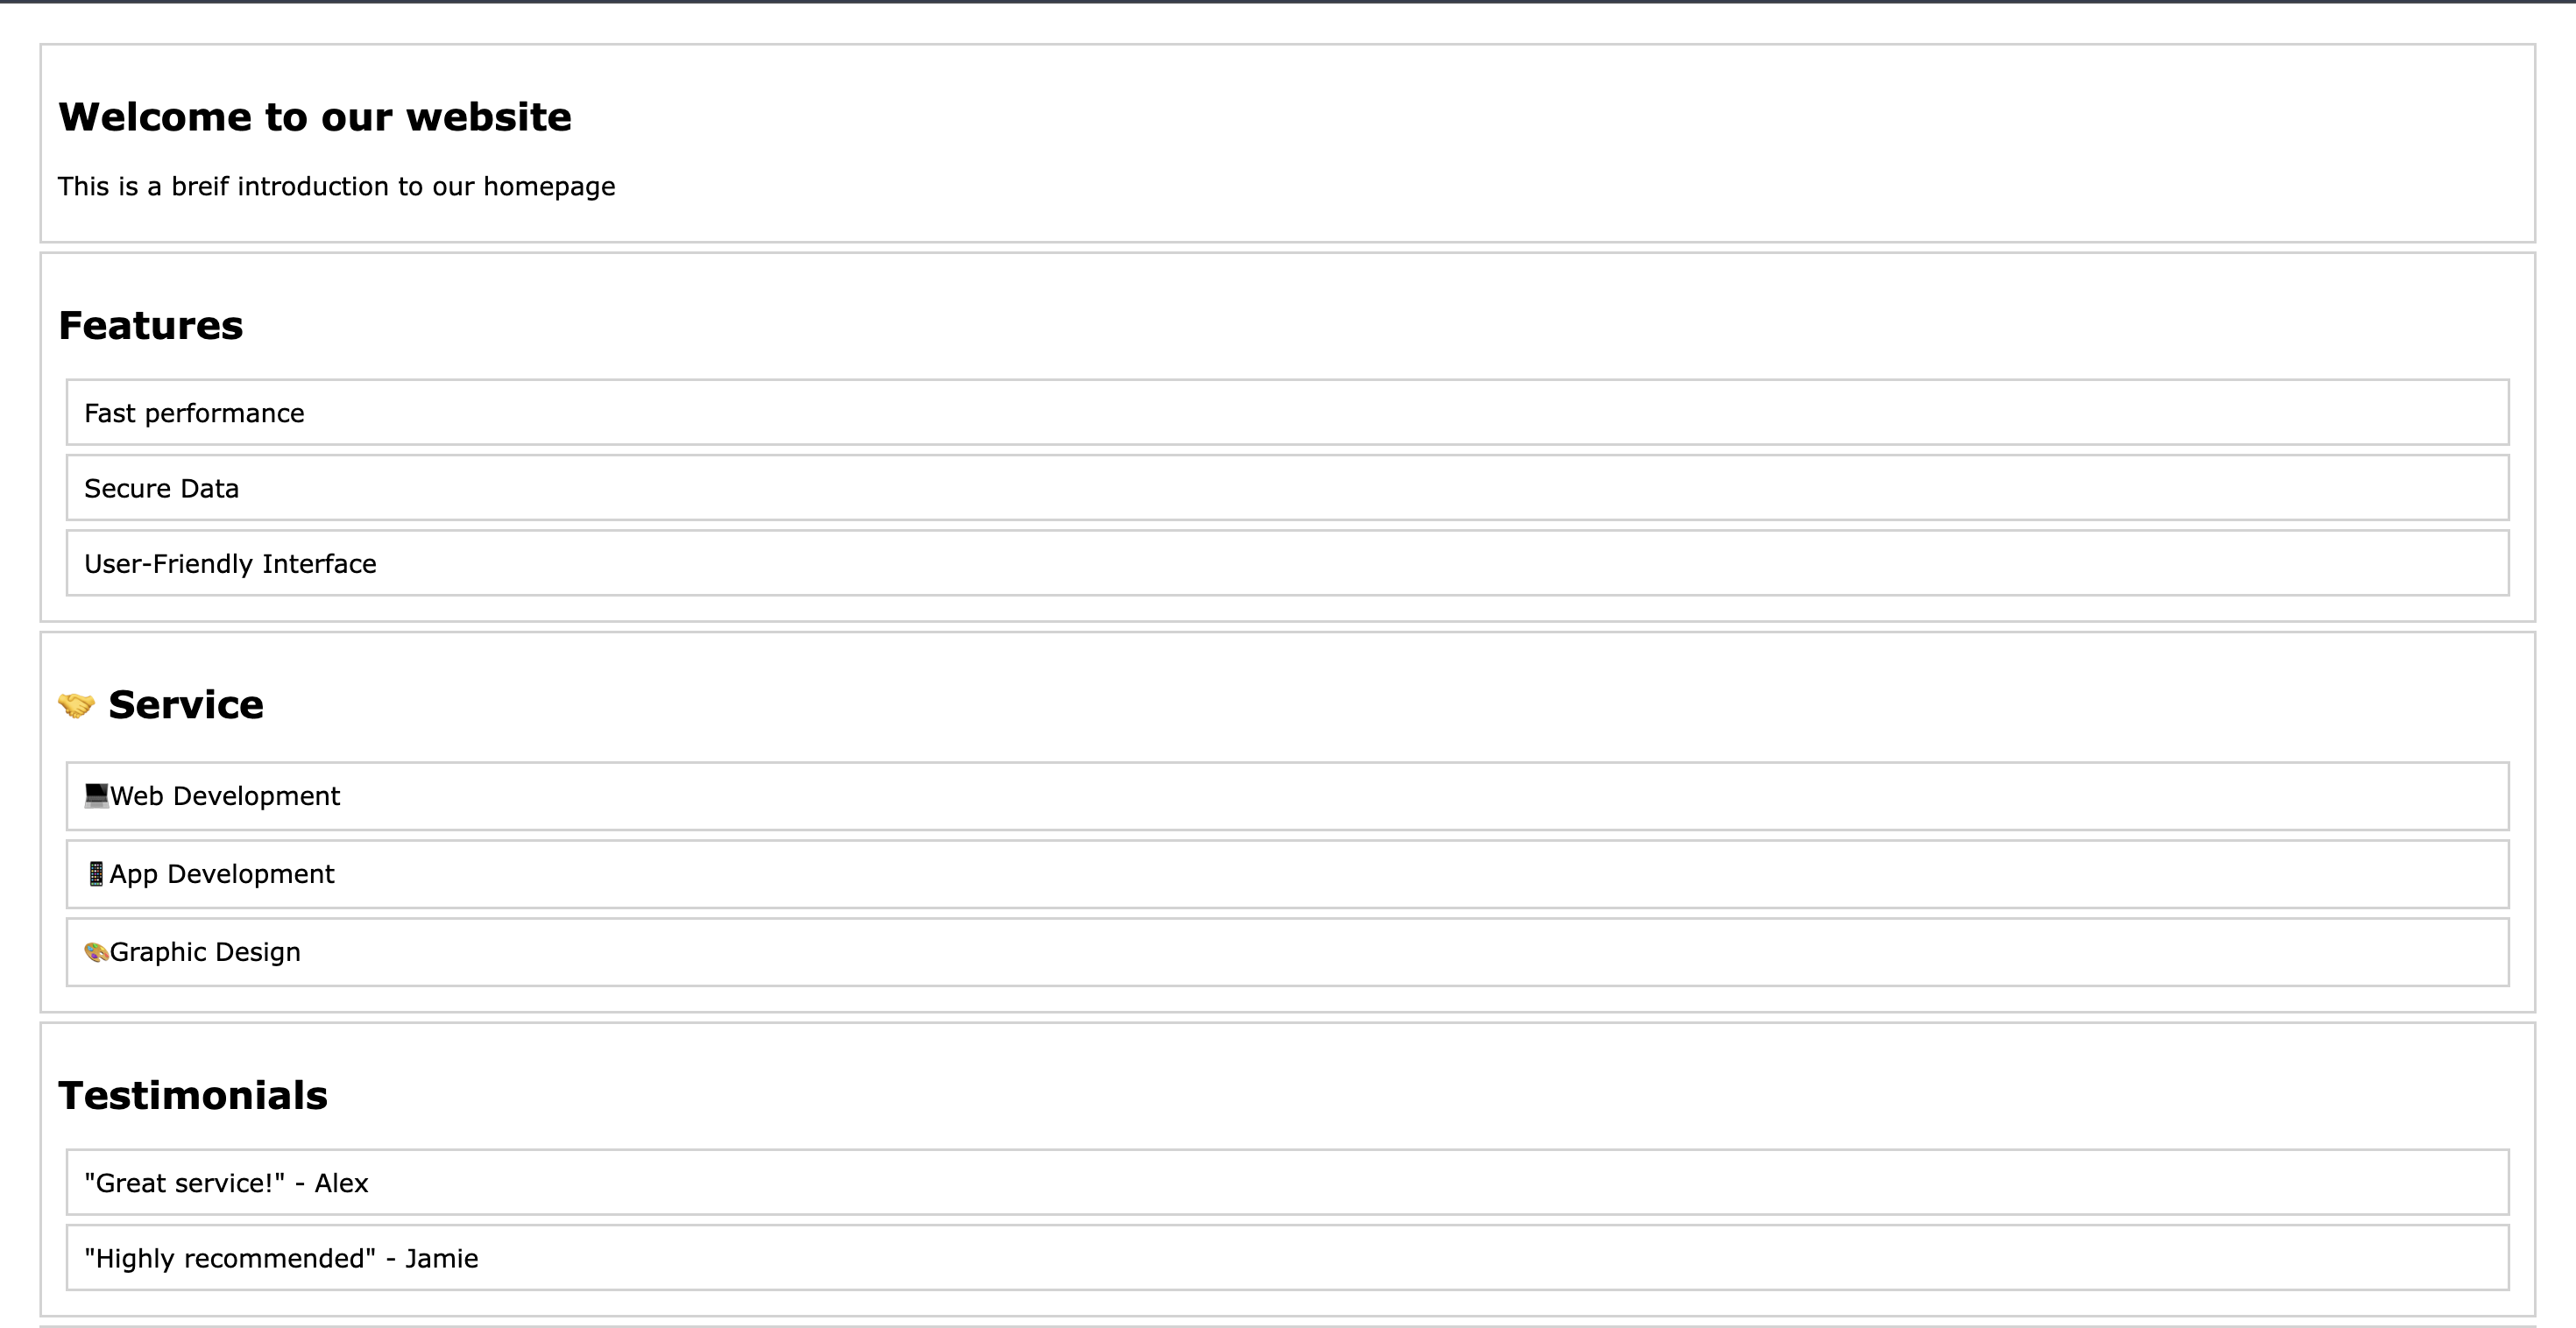 Welcome to our website
This is a breif introduction to our homepage
Features
Fast performance
Secure Data
User-Friendly Interface
🤝 Service
💻Web Development
📱App Development
🎨Graphic Design
Testimonials
"Great service!" - Alex
"Highly recommended" - Jamie